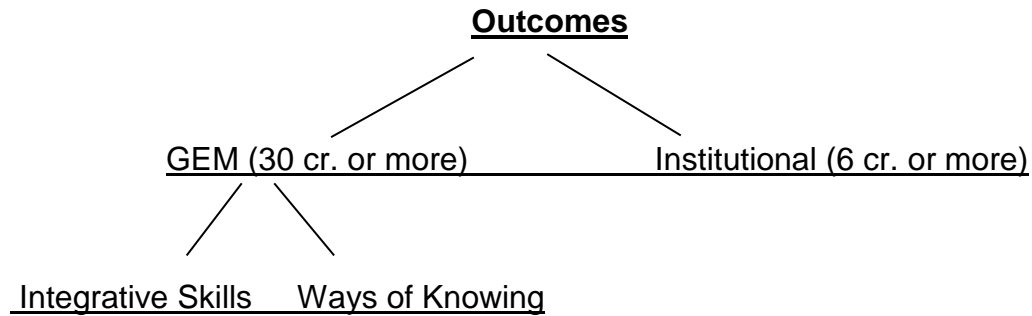 Outcomes
GEM (30 cr. or more) Institutional (6 cr. or more)
Integrative Skills Ways of Knowing